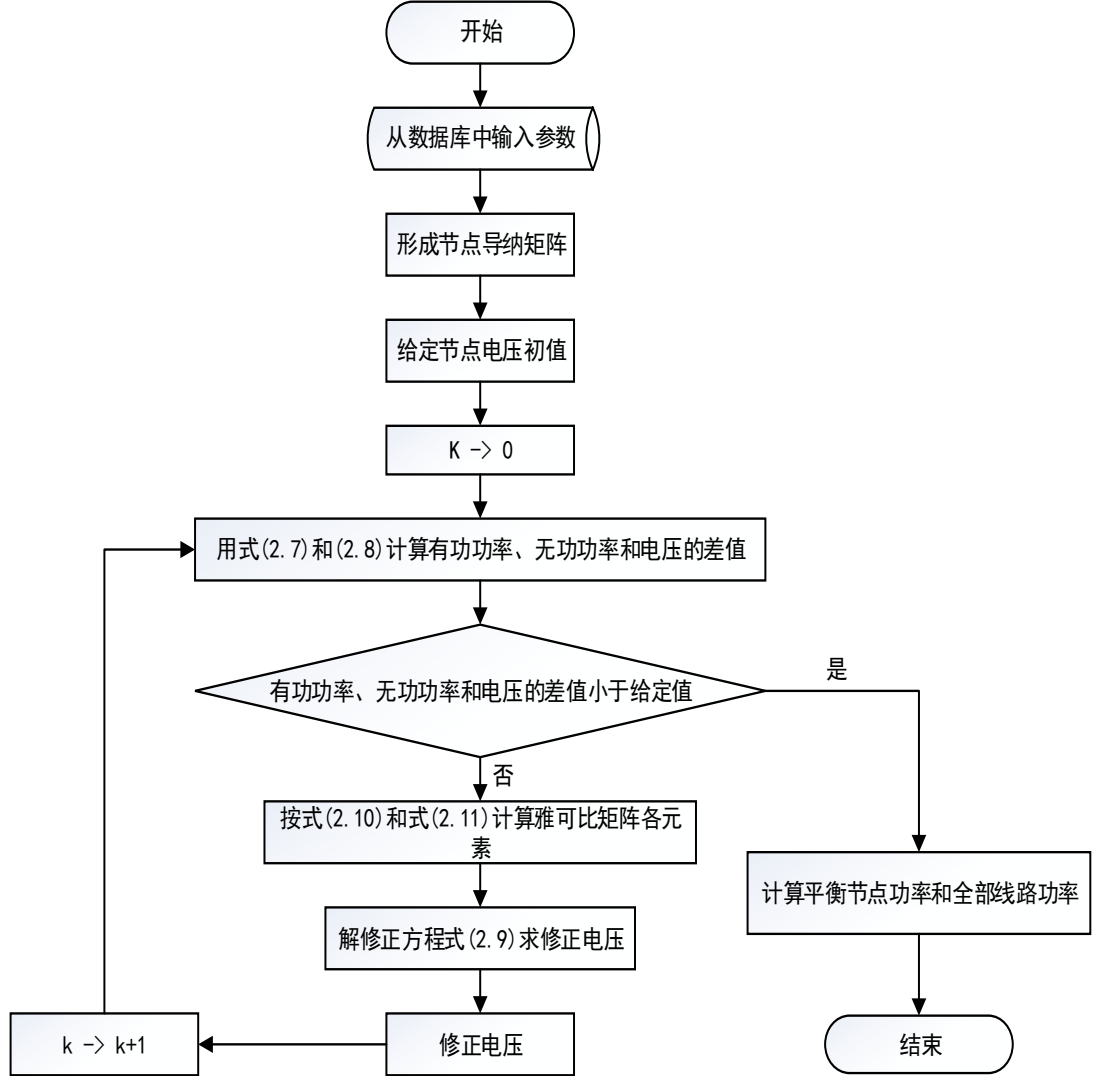 开始
从数据库中输入参数
形成节点导纳矩阵
给定节点电压初值
K -> 0
用式(2.7)和(2.8)计算有功功率、无功功率和电压的差值
有功功率、无功功率和电压的差值小于给定值
是
否
按式(2.10)和式(2.11)计算雅可比矩阵各元
素
计算平衡节点功率和全部线路功率
解修正方程式(2.9)求修正电压
修正电压
k -> k+1
结束